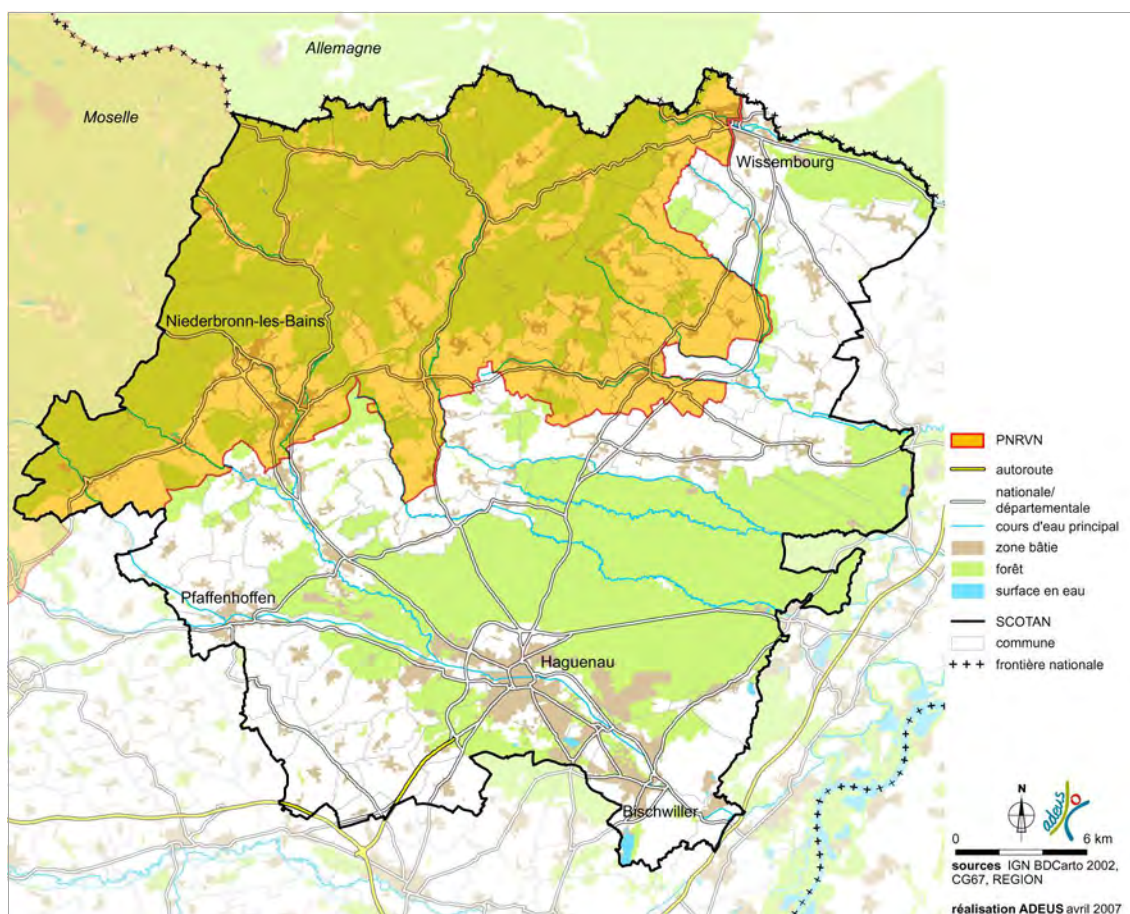 Allemagne
Moselle
Wissembourg
Niederbronn-les-Bains
Pfaffenhoffen
Haguenau
Bischwiller
PNRVN
autoroute
nationale/
départementale
cours d'eau principal
zone bâtie
forêt
surface en eau
SCOTAN
commune
frontière nationale
N
adeus
0 6 km
sources IGN BDCarto 2002,
CG67, REGION
réalisation ADEUS avril 2007